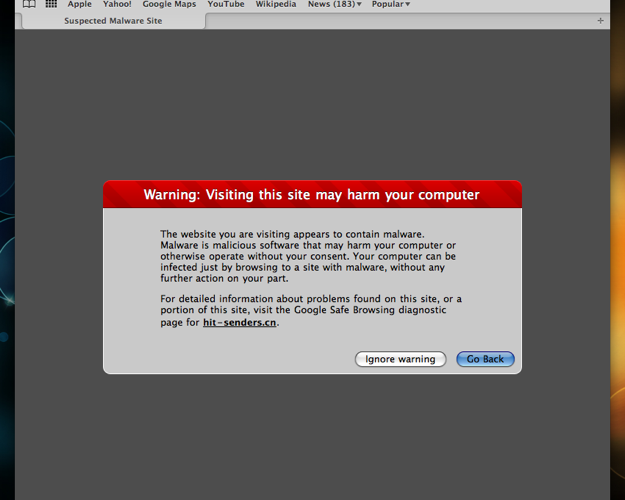 Apple Yahoo! Google Maps YouTube Wikipedia News (183)▾ Popular▾
Suspected Malware Site
+
Warning: Visiting this site may harm your computer
The website you are visiting appears to contain malware.
Malware is malicious software that may harm your computer or
otherwise operate without your consent. Your computer can be
infected just by browsing to a site with malware, without any
further action on your part.
For detailed information about problems found on this site, or a
portion of this site, visit the Google Safe Browsing diagnostic
page for hit-senders.cn.
Ignore warning Go Back